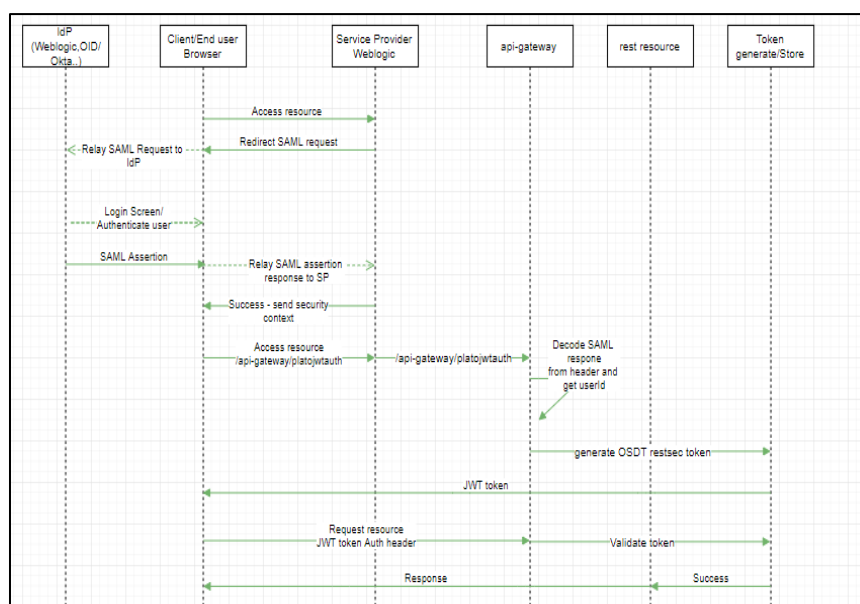 IdP
(Weblogic,OID/
Okta..)
Client/End user
Browser
Service Provider
Weblogic
api-gateway
rest resource
Token
generate/Store
Access resource
Redirect SAML request
Relay SAML Request to
IdP
Login Screen/
Authenticate user
SAML Assertion
Relay SAML assertion
response to SP
Success - send security
context
Access resource
/api-gateway/platojwtauth
/api-gateway/platojwtauth
Decode SAML
respone
from header and
get userId
generate OSDT restsec token
JWT token
Request resource
JWT token Auth header
Validate token
Response
Success